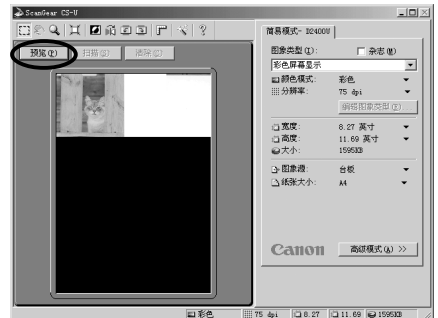 ScanGear CS-U
预览(P) 扫描(S) 清除(C)
简易模式- D2400U
图象类型(I): 杂志(M)
彩色屏幕显示
颜色模式: 彩色
分辨率: 75 dpi
编辑图象类型(E)...
宽度: 8.27 英寸
高度: 11.69 英寸
大小: 1595KB
图象源: 台板
纸张大小: A4
Canon 高级模式(A) >>
彩色 75 dpi 8.27 11.69 1595KB